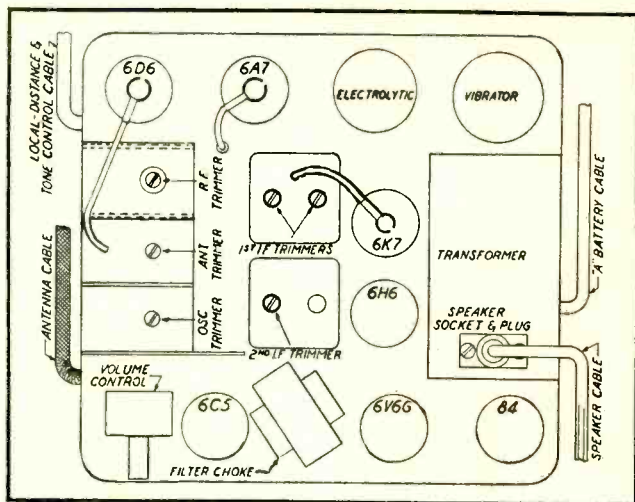 LOCAL-DISTANCE &
TONE CONTROL CABLE
6D6
6A7
ELECTROLYTIC
VIBRATOR
R.F.
TRIMMER
1ST I.F TRIMMERS
6K7
TRANSFORMER
"A" BATTERY CABLE
ANTENNA CABLE
ANT
TRIMMER
6H6
SPEAKER
SOCKET & PLUG
OSC
TRIMMER
2ND I.F TRIMMER
VOLUME
CONTROL
6C5
FILTER CHOKE
6V6G
84
SPEAKER CABLE